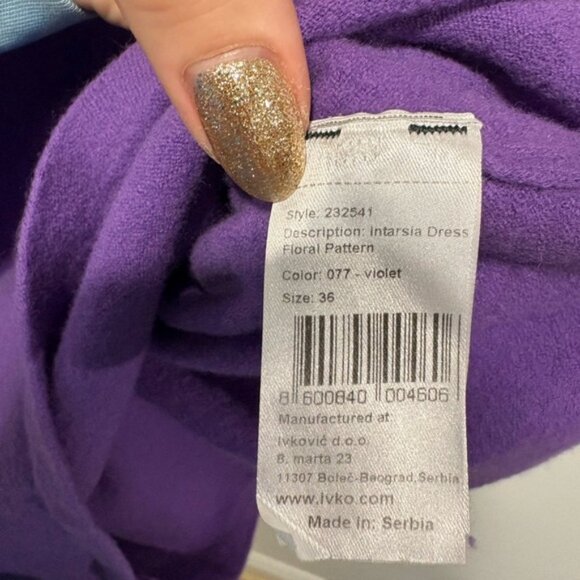 Style: 232541
Description: Intarsia Dress
Floral Pattern
Color: 077 - violet
Size: 36
8 600840 004606
Manufactured at:
Ivković d.o.o.
8. marta 23
11307 Boleč-Beograd,Serbia
www.ivko.com
Made in: Serbia